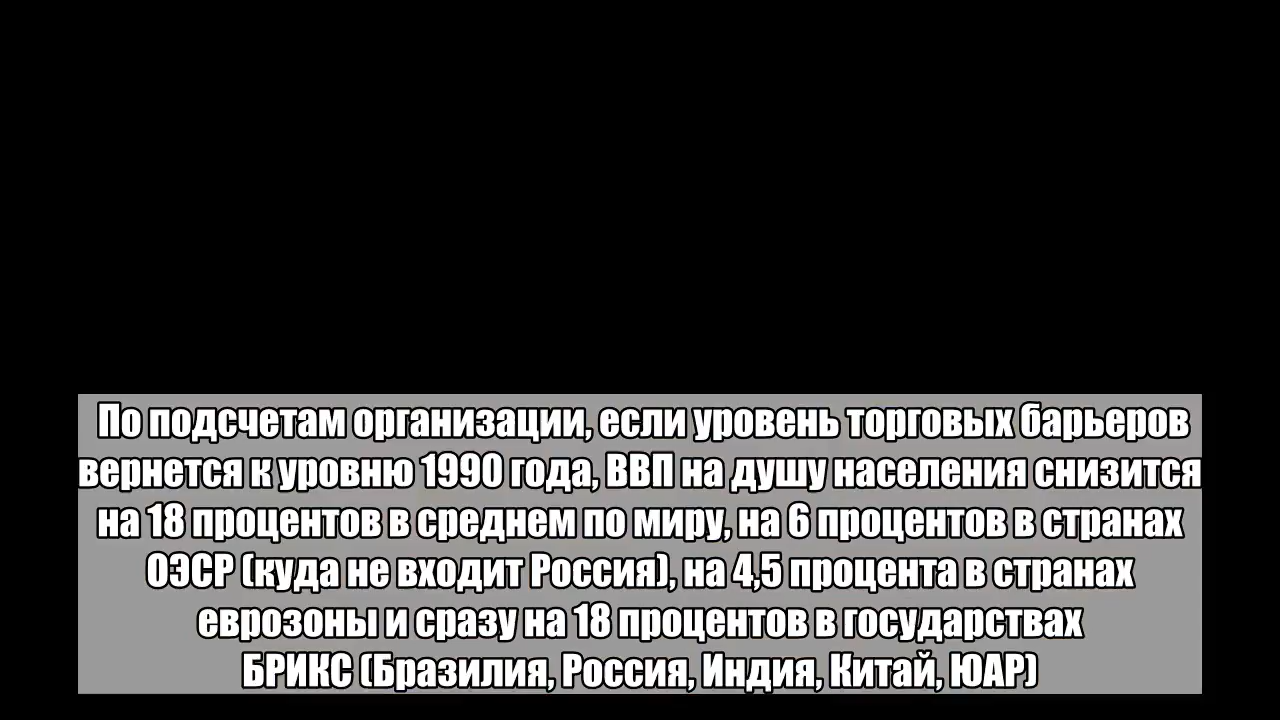 По подсчетам организации, если уровень торговых барьеров
вернется к уровню 1990 года, ВВП на душу населения снизится
на 18 процентов в среднем по миру, на 6 процентов в странах
ОЭСР (куда не входит Россия), на 4,5 процента в странах
еврозоны и сразу на 18 процентов в государствах
БРИКС (Бразилия, Россия, Индия, Китай, ЮАР)